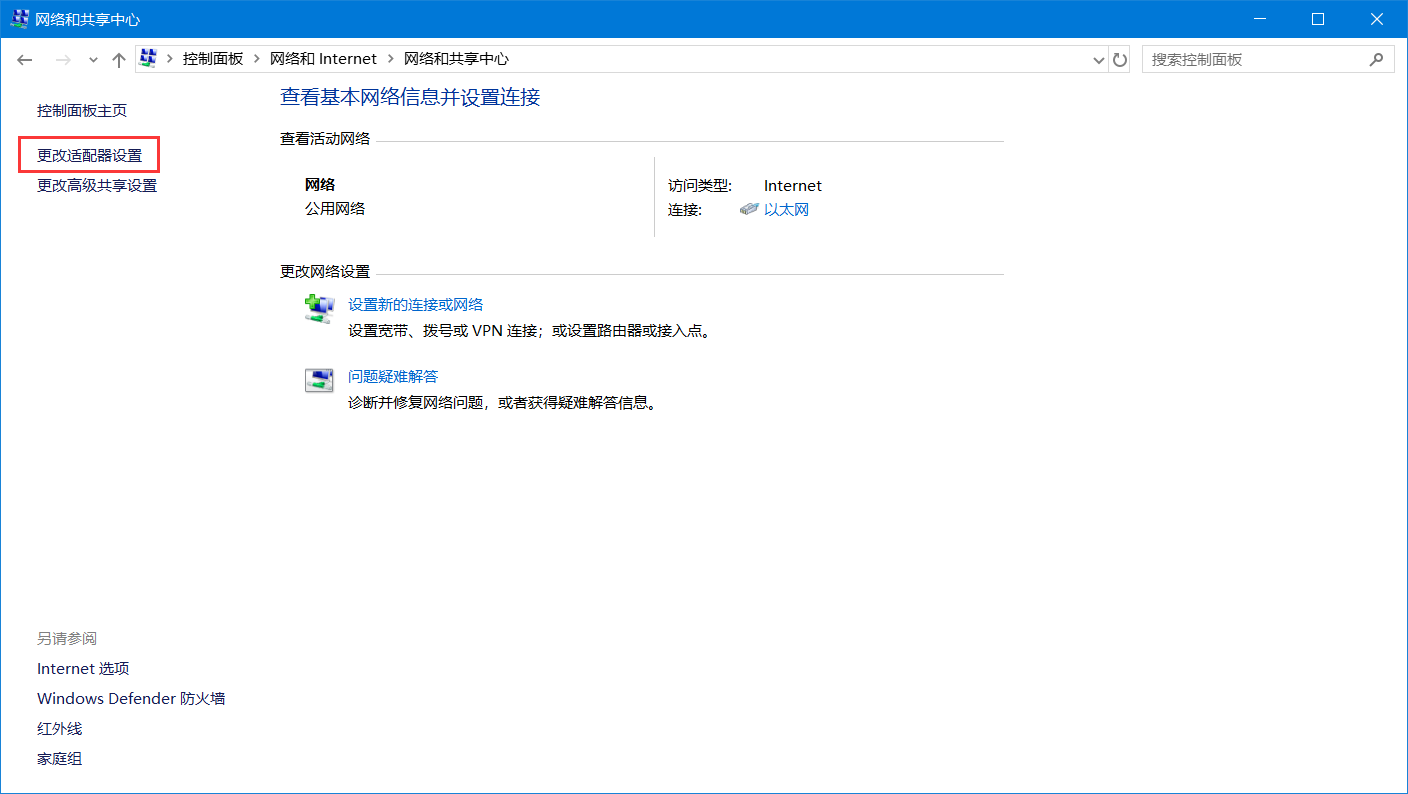 网络和共享中心
控制面板 网络和 Internet 网络和共享中心
搜索控制面板
控制面板主页
更改适配器设置
更改高级共享设置
查看基本网络信息并设置连接
查看活动网络
网络
公用网络
访问类型: Internet
连接: 以太网
更改网络设置
设置新的连接或网络
设置宽带、拨号或 VPN 连接；或设置路由器或接入点。
问题疑难解答
诊断并修复网络问题，或者获得疑难解答信息。
另请参阅
Internet 选项
Windows Defender 防火墙
红外线
家庭组